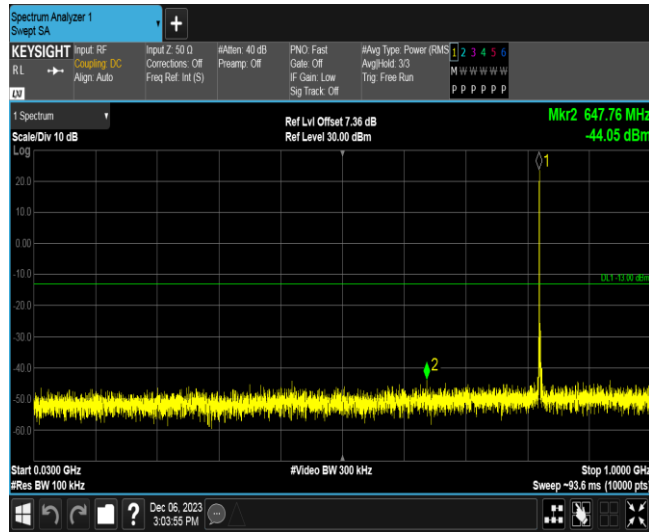 Spectrum Analyzer 1
Swept SA
+
KEYSIGHT
RL
LXI
Input: RF
Coupling: DC
Align: Auto
Input Z: 50 Ω
Corrections: Off
Freq Ref: Int (S)
#Atten: 40 dB
Preamp: Off
PNO: Fast
Gate: Off
IF Gain: Low
Sig Track: Off
#Avg Type: Power (RMS
Avg|Hold: 3/3
Trig: Free Run
1 2 3 4 5 6
M W W W W W
P P P P P P
1 Spectrum
Scale/Div 10 dB
Ref Lvl Offset 7.36 dB
Ref Level 30.00 dBm
Mkr2 647.76 MHz
-44.05 dBm
Log
1
20.0
10.0
0.00
-10.0
DL1 -13.00 dBm
-20.0
-30.0
-40.0
2
-50.0
-60.0
Start 0.0300 GHz
#Res BW 100 kHz
#Video BW 300 kHz
Stop 1.0000 GHz
Sweep ~93.6 ms (10000 pts)
?
Dec 06, 2023
3:03:55 PM